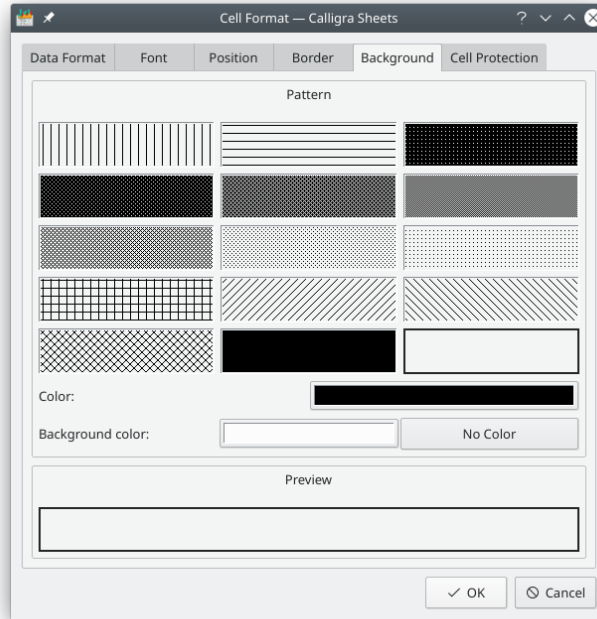 Cell Format — Calligra Sheets
Data Format Font Position Border Background Cell Protection
Pattern
Color:
Background color: No Color
Preview
OK Cancel